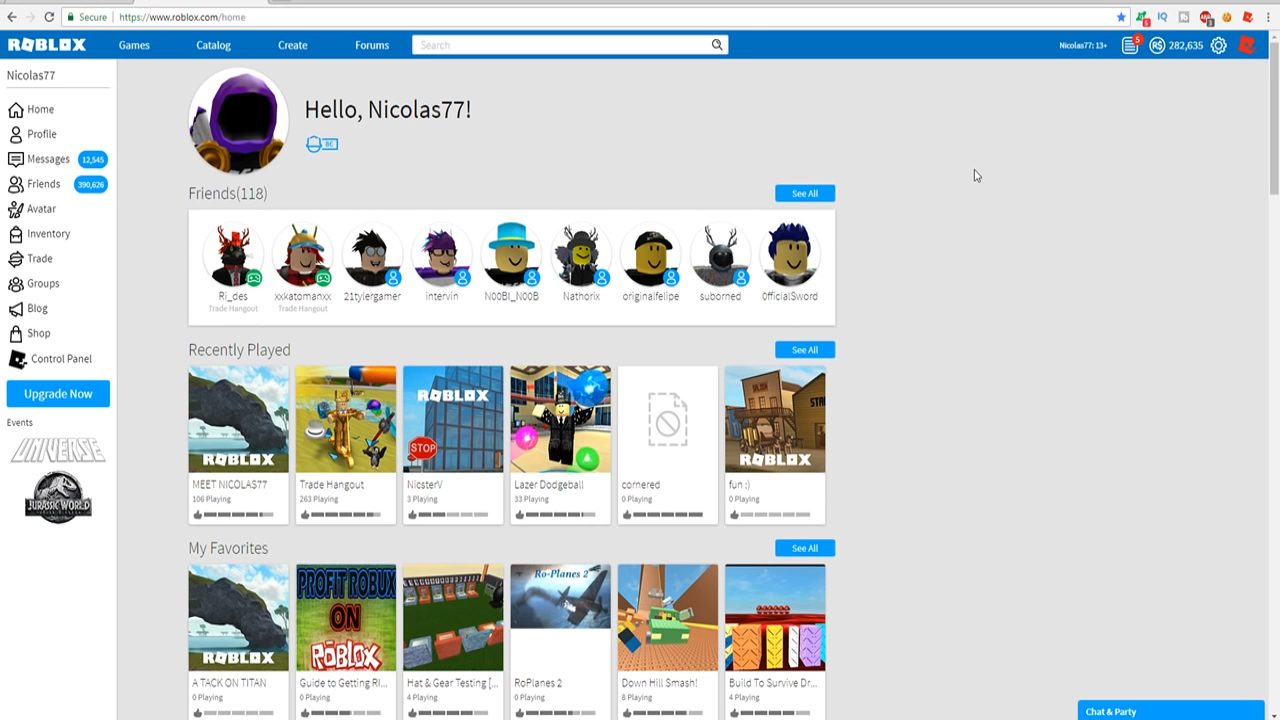 Secure
https://www.roblox.com/home
IQ
ROBLOX
Games
Catalog
Create
Forums
Search
Nicolas77: 13+
5
R$ 282,635
Nicolas77
Home
Profile
Messages 12,545
Friends 390,626
Avatar
Inventory
Trade
Groups
Blog
Shop
Control Panel
Upgrade Now
Events
UNIVERSE
JURASSIC WORLD
Hello, Nicolas77!
BC
Friends(118)
See All
Ri_des
Trade Hangout
xxkatomanxx
Trade Hangout
21tylergamer
intervin
N00BI_N00B
Nathorix
originalfelipe
suborned
0fficialSword
Recently Played
See All
ROBLOX
MEET NICOLAS77
106 Playing
Trade Hangout
263 Playing
ROBLOX
STOP
NicsterV
3 Playing
Lazer Dodgeball
33 Playing
cornered
0 Playing
ROBLOX
fun :)
0 Playing
My Favorites
See All
ROBLOX
A TACK ON TITAN
0 Playing
PROFIT ROBUX
ON
ROBLOX
Guide to Getting RI...
0 Playing
Hat & Gear Testing [...
4 Playing
Ro-Planes 2
RoPlanes 2
0 Playing
Down Hill Smash!
8 Playing
Build To Survive Dr...
4 Playing
Chat & Party